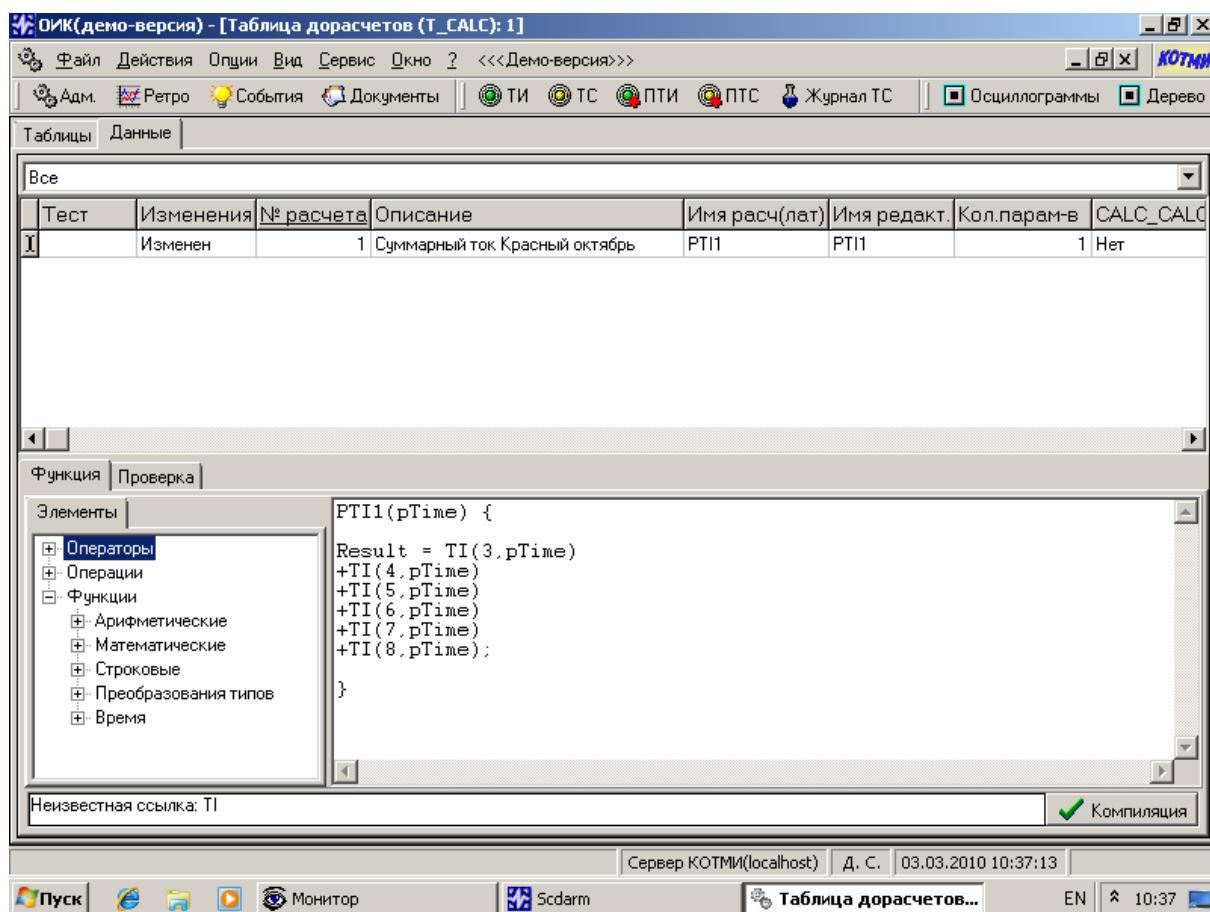 ОИК(демо-версия) - [Таблица дорасчетов (T_CALC): 1]
Файл Действия Опции Вид Сервис Окно ? <<<Демо-версия>>> КОТМИ
Адм. Ретро События Документы ТИ ТС ПТИ ПТС Журнал ТС Осциллограммы Дерево
Таблицы Данные
Все
Тест Изменения № расчета Описание Имя расч(лат) Имя редакт. Кол.парам-в CALC_CALC
Изменен 1 Суммарный ток Красный октябрь PTI1 PTI1 1 Нет
Функция Проверка
Элементы
Операторы
Операции
Функции
Арифметические
Математические
Строковые
Преобразования типов
Время
PTI1(pTime) {
Result = TI(3,pTime)
+TI(4,pTime)
+TI(5,pTime)
+TI(6,pTime)
+TI(7,pTime)
+TI(8,pTime);
}
Неизвестная ссылка: TI Компиляция
Сервер КОТМИ(localhost) Д. С. 03.03.2010 10:37:13
Пуск Монитор Scdarm Таблица дорасчетов... EN 10:37